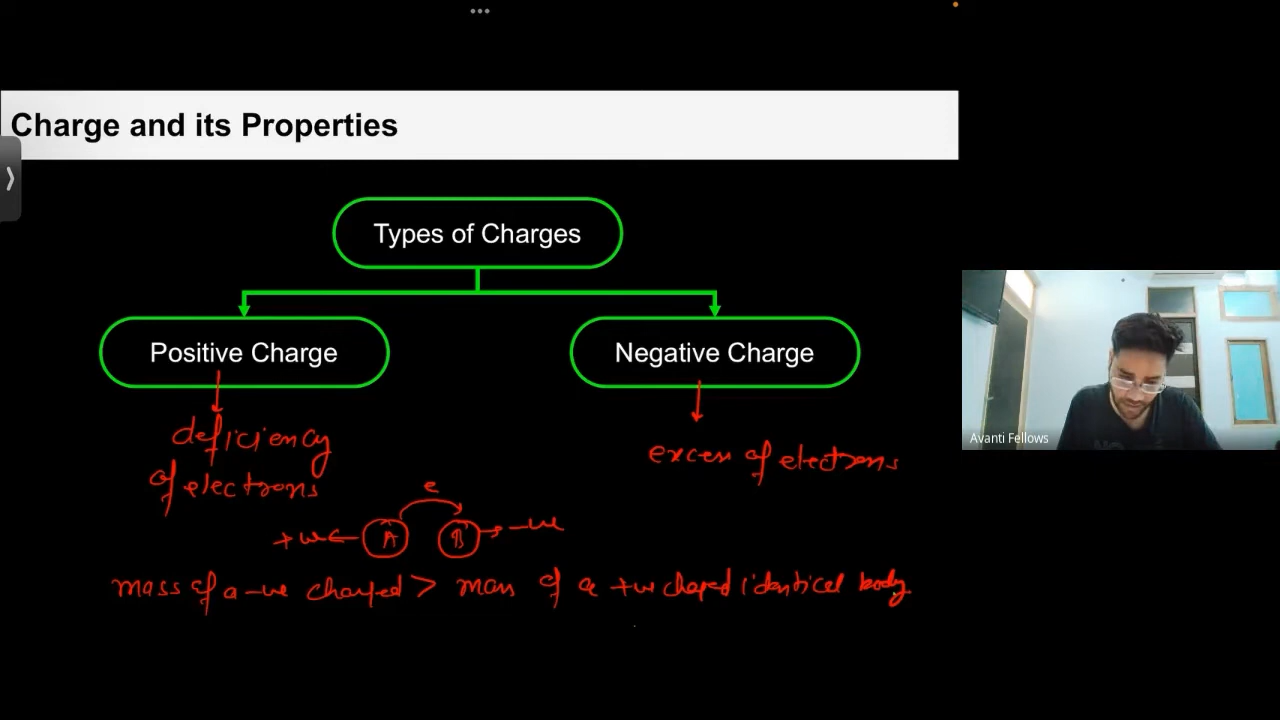 Charge and its Properties
Types of Charges
Positive Charge
Negative Charge
deficiency
of electrons
excess of electrons
e
+ve A B -ve
mass of a -ve charged > mass of a +ve charged identical body
Avanti Fellows